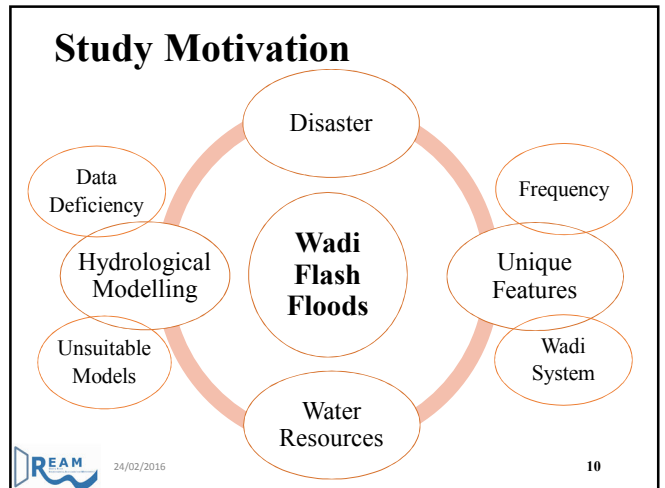 Study Motivation
Disaster
Data
Deficiency
Frequency
Wadi
Flash
Floods
Hydrological
Modelling
Unique
Features
Unsuitable
Models
Wadi
System
Water
Resources
REAM
24/02/2016
10